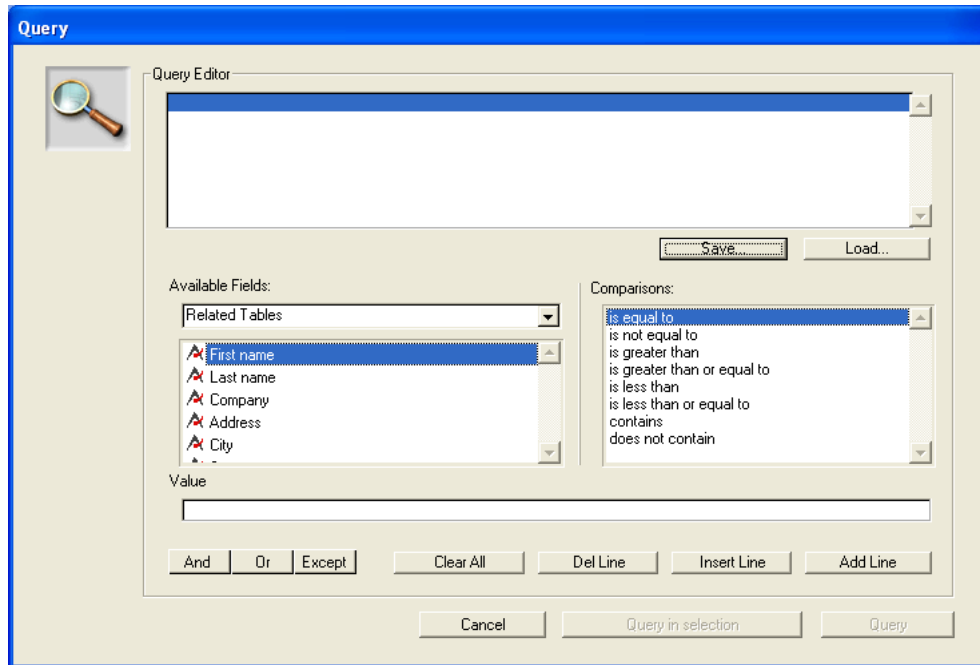 Query
Query Editor
Save...
Load...
Available Fields:
Related Tables
First name
Last name
Company
Address
City
Comparisons:
is equal to
is not equal to
is greater than
is greater than or equal to
is less than
is less than or equal to
contains
does not contain
Value
And Or Except Clear All Del Line Insert Line Add Line
Cancel Query in selection Query